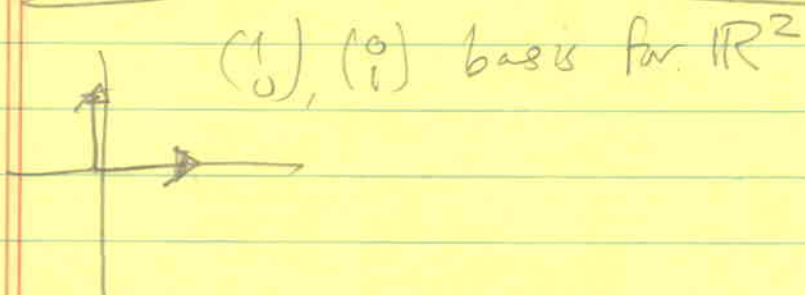 (1 0), (0 1) basis for ℝ²